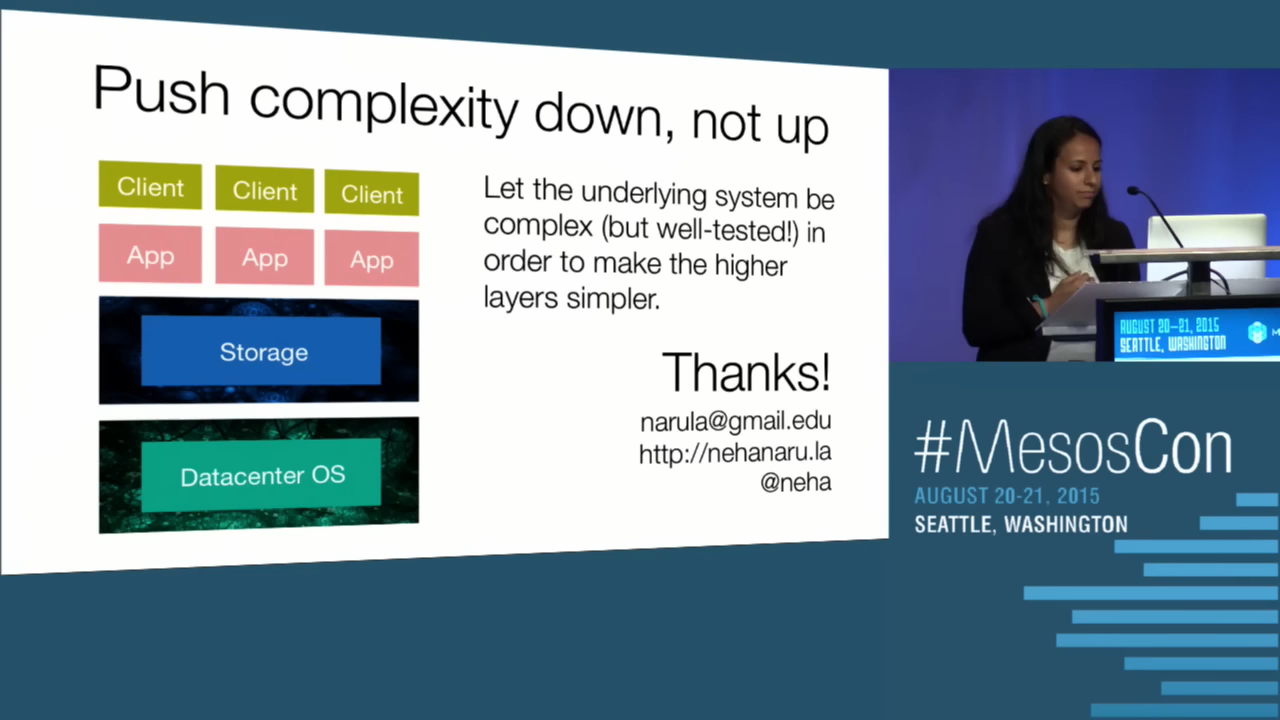 Push complexity down, not up
Client Client Client
App App App
Storage
Datacenter OS
Let the underlying system be
complex (but well-tested!) in
order to make the higher
layers simpler.
Thanks!
narula@gmail.edu
http://nehanaru.la
@neha
AUGUST 20–21, 2015
SEATTLE, WASHINGTON
#MesosCon
AUGUST 20-21, 2015
SEATTLE, WASHINGTON